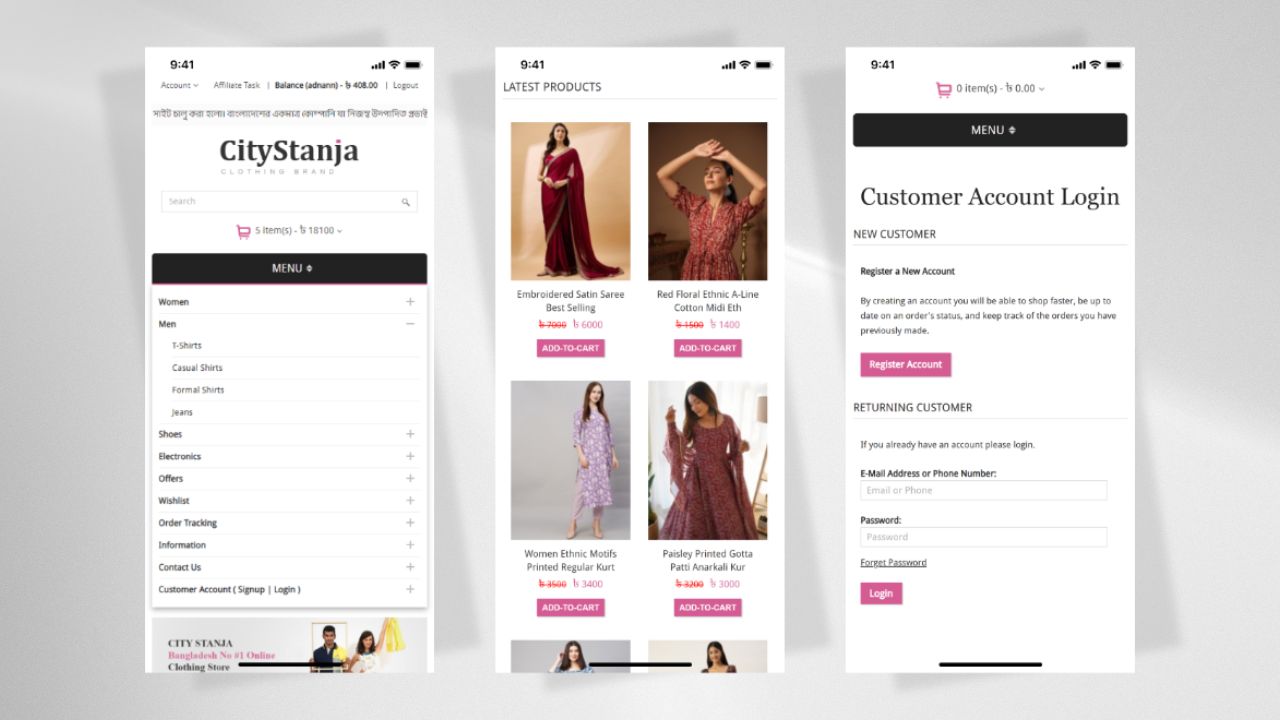 9:41
Account Affiliate Task | Balance (adnann) - ৳ 408.00 | Logout
সাইট চালু করা হলো। বাংলাদেশের একমাত্র কোম্পানি যা নিজস্ব উৎপাদিত প্রডাক্ট
CityStanja
CLOTHING BRAND
Search
5 item(s) - ৳ 18100
MENU
Women
Men
T-Shirts
Casual Shirts
Formal Shirts
Jeans
Shoes
Electronics
Offers
Wishlist
Order Tracking
Information
Contact Us
Customer Account ( Signup | Login )
CITY STANJA
Bangladesh No #1 Online
Clothing Store
9:41
LATEST PRODUCTS
Embroidered Satin Saree
Best Selling
৳ 7000 ৳ 6000
ADD-TO-CART
Red Floral Ethnic A-Line
Cotton Midi Eth
৳ 1500 ৳ 1400
ADD-TO-CART
Women Ethnic Motifs
Printed Regular Kurt
৳ 3500 ৳ 3400
ADD-TO-CART
Paisley Printed Gotta
Patti Anarkali Kur
৳ 3200 ৳ 3000
ADD-TO-CART
9:41
0 item(s) - ৳ 0.00
MENU
Customer Account Login
NEW CUSTOMER
Register a New Account
By creating an account you will be able to shop faster, be up
date on an order's status, and keep track of the orders you have
previously made.
Register Account
RETURNING CUSTOMER
If you already have an account please login.
E-Mail Address or Phone Number:
Email or Phone
Password:
Password
Forget Password
Login